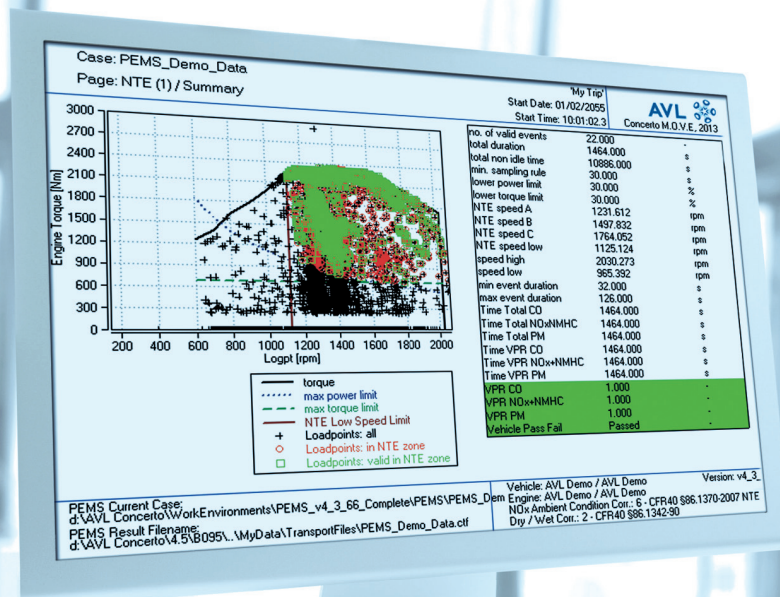 Case: PEMS_Demo_Data
Page: NTE (1) / Summary
'My Trip'
Start Date: 01/02/2055
Start Time: 10:01:02.3
AVL
Concerto M.O.V.E, 2013
3000
2700
2400
2100
1800
1500
1200
900
600
300
0
Engine Torque [Nm]
200 400 600 800 1000 1200 1400 1600 1800 2000
Logpt [rpm]
torque
max power limit
max torque limit
NTE Low Speed Limit
Loadpoints: all
Loadpoints: in NTE zone
Loadpoints: valid in NTE zone
no. of valid events 22.000 -
total duration 1464.000 s
total non idle time 10886.000 s
min. sampling rule 30.000 s
lower power limit 30.000 %
lower torque limit 30.000 %
NTE speed A 1231.612 rpm
NTE speed B 1497.832 rpm
NTE speed C 1764.052 rpm
NTE speed low 1125.124 rpm
speed high 2030.273 rpm
speed low 965.392 rpm
min event duration 32.000 s
max event duration 126.000 s
Time Total CO 1464.000 s
Time Total NOxNMHC 1464.000 s
Time Total PM 1464.000 s
Time VPR CO 1464.000 s
Time VPR NOx+NMHC 1464.000 s
Time VPR PM 1464.000 s
VPR CO 1.000 -
VPR NOx+NMHC 1.000 -
VPR PM 1.000 -
Vehicle Pass Fail Passed -
PEMS Current Case:
d:\AVL Concerto\WorkEnvironments\PEMS_v4_3_66_Complete\PEMS\PEMS_Dem
PEMS Result Filename:
d:\AVL Concerto\4.5\B095\..\MyData\TransportFiles\PEMS_Demo_Data.ctf
Vehicle: AVL Demo / AVL Demo Version: v4_3_
Engine: AVL Demo / AVL Demo
NOx Ambient Condition Corr.: 6 - CFR40 §86.1370-2007 NTE
Dry / Wet Corr.: 2 - CFR40 §86.1342-90